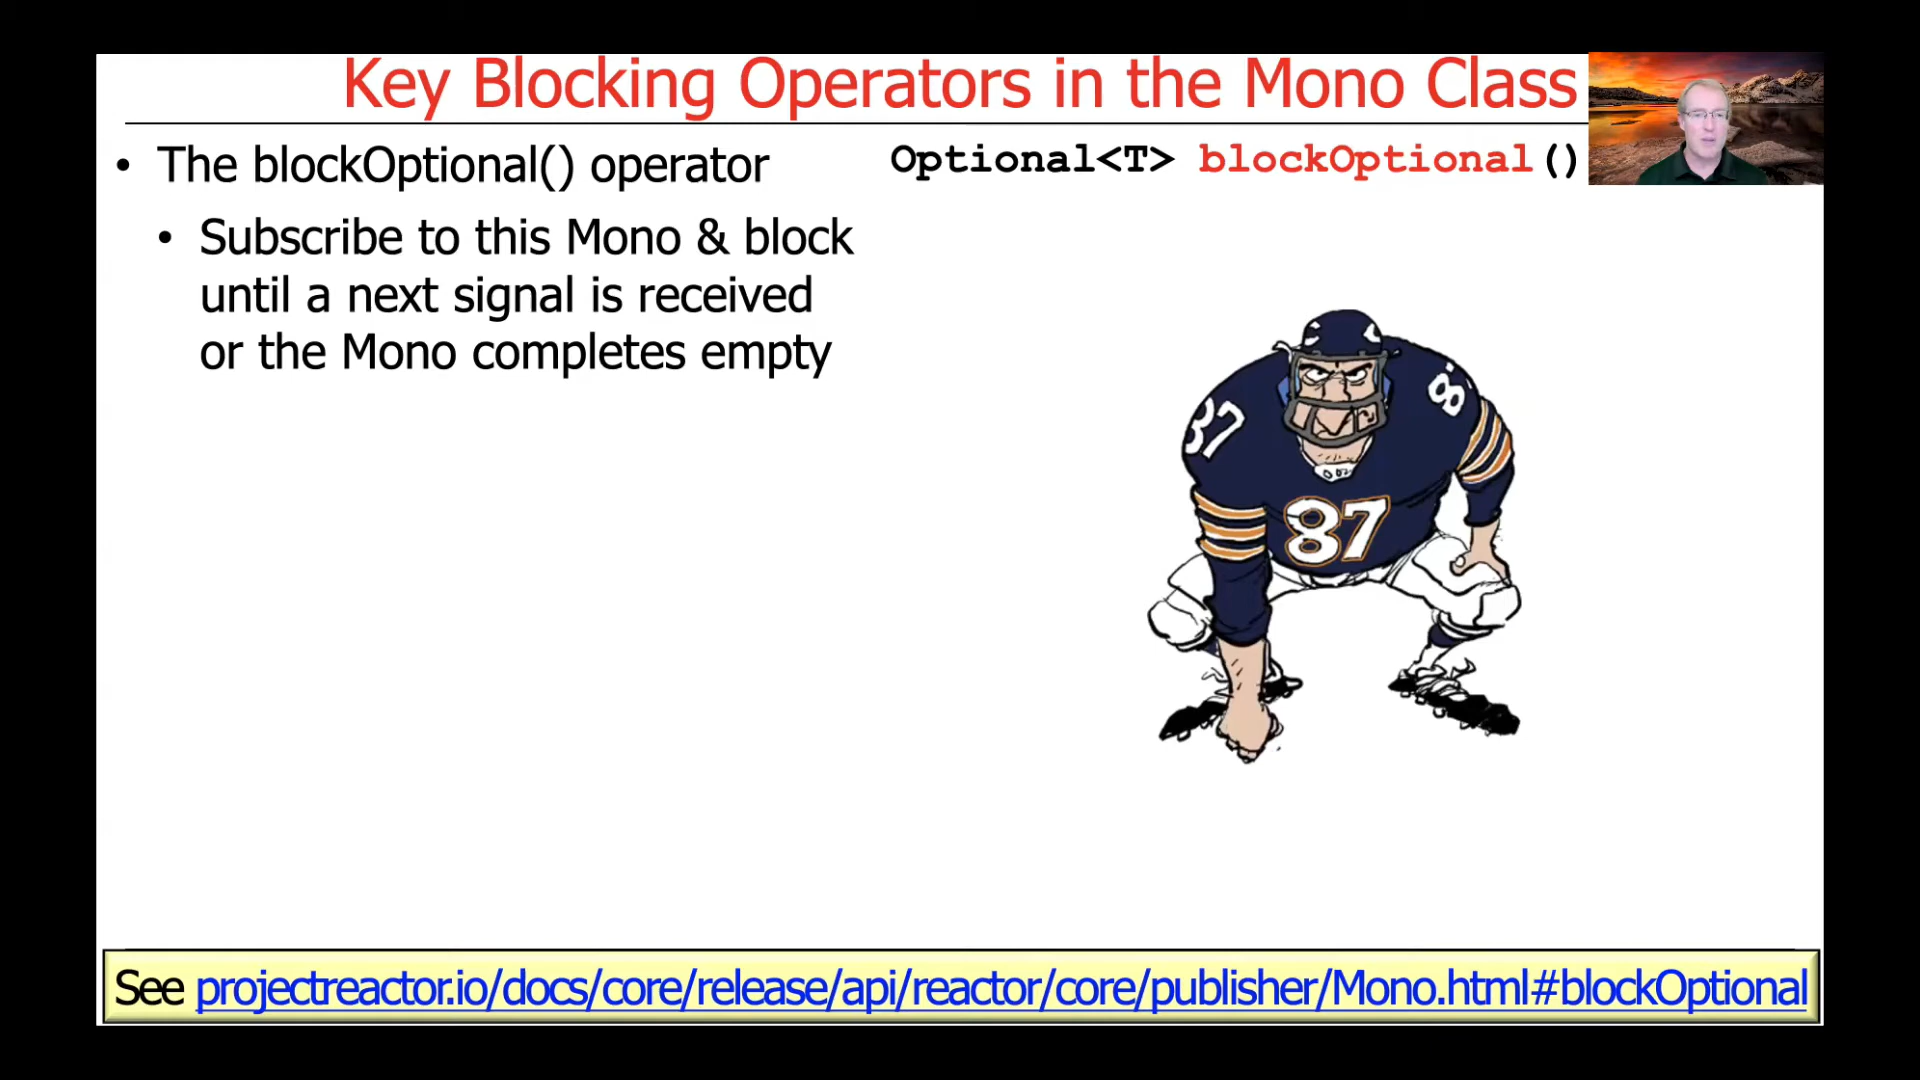 Key Blocking Operators in the Mono Class
• The blockOptional() operator
Optional<T> blockOptional()
• Subscribe to this Mono & block
until a next signal is received
or the Mono completes empty
87
87
87
See projectreactor.io/docs/core/release/api/reactor/core/publisher/Mono.html#blockOptional